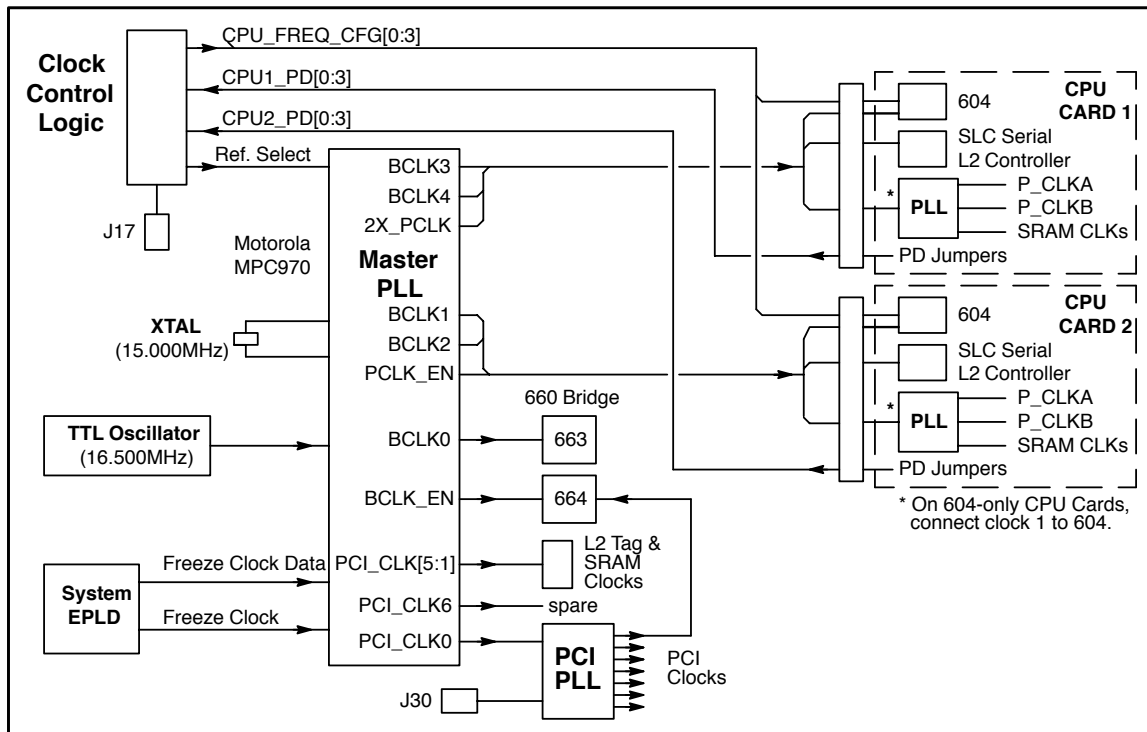 Clock
Control
Logic
CPU_FREQ_CFG[0:3]
CPU1_PD[0:3]
CPU2_PD[0:3]
Ref. Select
J17
Motorola
MPC970
Master
PLL
BCLK3
BCLK4
2X_PCLK
BCLK1
BCLK2
PCLK_EN
BCLK0
BCLK_EN
PCI_CLK[5:1]
PCI_CLK6
PCI_CLK0
XTAL
(15.000MHz)
TTL Oscillator
(16.500MHz)
System
EPLD
Freeze Clock Data
Freeze Clock
660 Bridge
663
664
L2 Tag &
SRAM
Clocks
spare
PCI
PLL
PCI
Clocks
J30
CPU
CARD 1
604
SLC Serial
L2 Controller
*
PLL
P_CLKA
P_CLKB
SRAM CLKs
PD Jumpers
CPU
CARD 2
604
SLC Serial
L2 Controller
*
PLL
P_CLKA
P_CLKB
SRAM CLKs
PD Jumpers
* On 604-only CPU Cards,
connect clock 1 to 604.